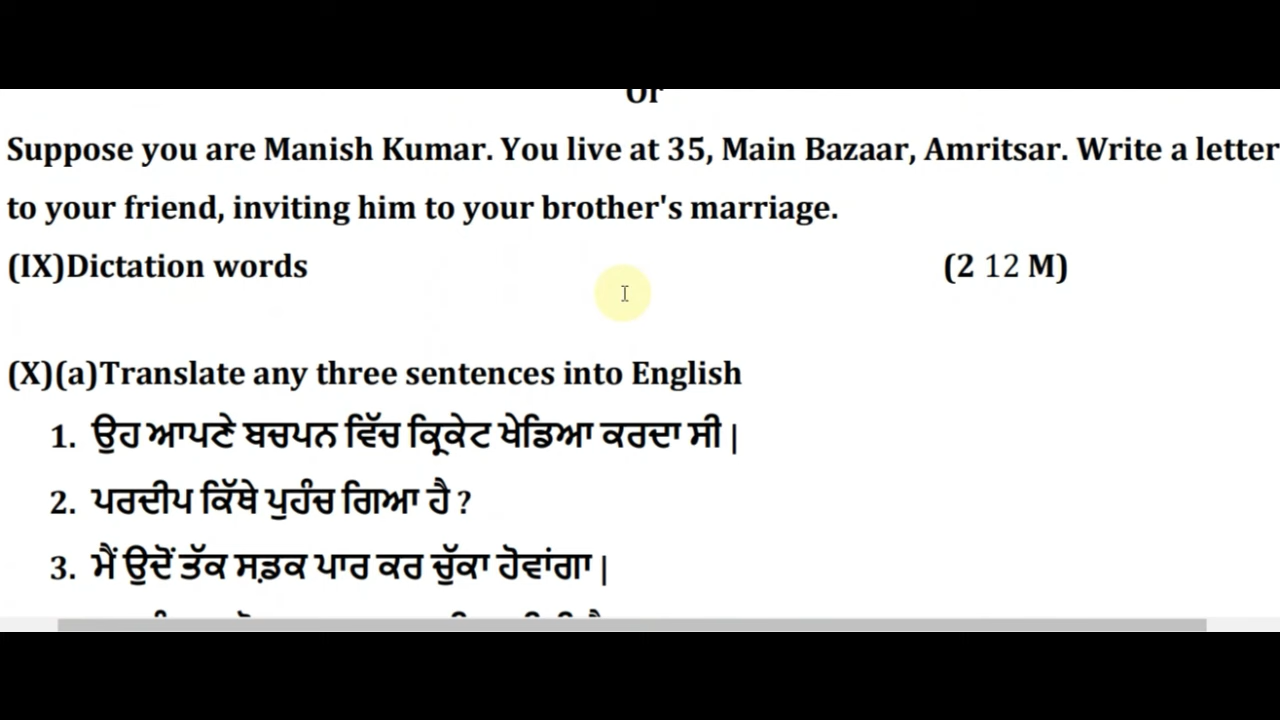 Or
Suppose you are Manish Kumar. You live at 35, Main Bazaar, Amritsar. Write a letter
to your friend, inviting him to your brother's marriage.
(IX)Dictation words (2 12 M)
(X)(a)Translate any three sentences into English
1. ਉਹ ਆਪਣੇ ਬਚਪਨ ਵਿੱਚ ਕ੍ਰਿਕੇਟ ਖੇਡਿਆ ਕਰਦਾ ਸੀ |
2. ਪਰਦੀਪ ਕਿੱਥੇ ਪੁਹੰਚ ਗਿਆ ਹੈ ?
3. ਮੈਂ ਉਦੋਂ ਤੱਕ ਸੜਕ ਪਾਰ ਕਰ ਚੁੱਕਾ ਹੋਵਾਂਗਾ |